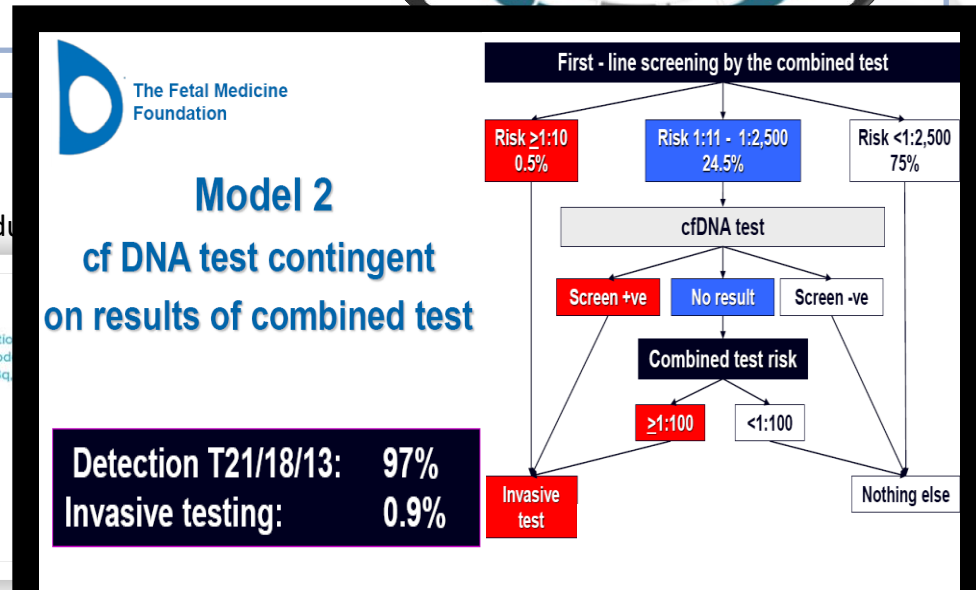 The Fetal Medicine
Foundation
Model 2
cf DNA test contingent
on results of combined test
Detection T21/18/13: 97%
Invasive testing: 0.9%
First - line screening by the combined test
Risk ≥1:10
0.5%
Risk 1:11 - 1:2,500
24.5%
Risk <1:2,500
75%
cfDNA test
Screen +ve
No result
Screen -ve
Combined test risk
≥1:100
<1:100
Invasive
test
Nothing else